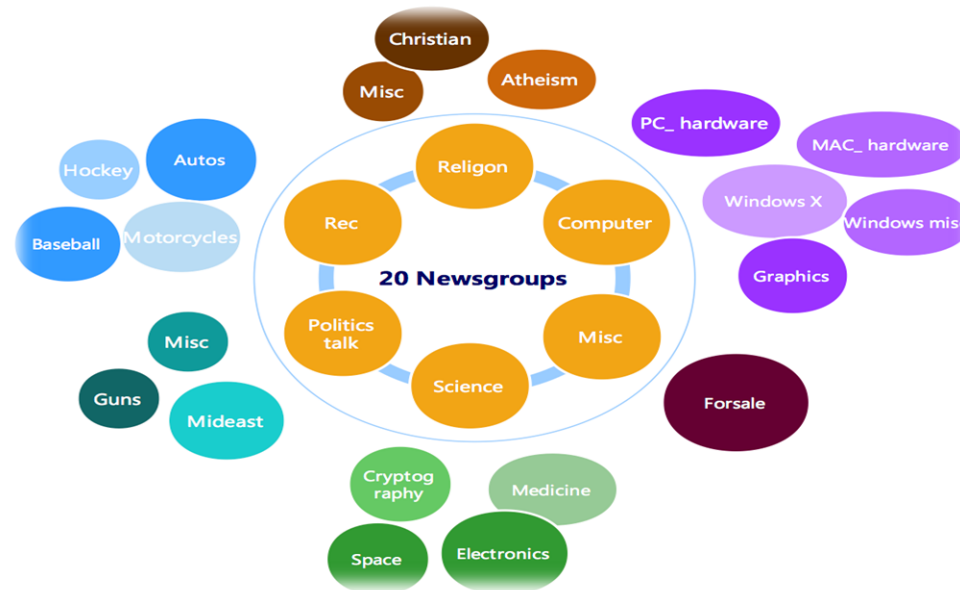 Christian
Misc
Atheism
PC_ hardware
MAC_ hardware
Hockey
Autos
Religon
Windows X
Rec
Computer
Windows misc
Baseball
Motorcycles
20 Newsgroups
Graphics
Politics
talk
Misc
Misc
Science
Guns
Mideast
Forsale
Cryptog
raphy
Medicine
Space
Electronics